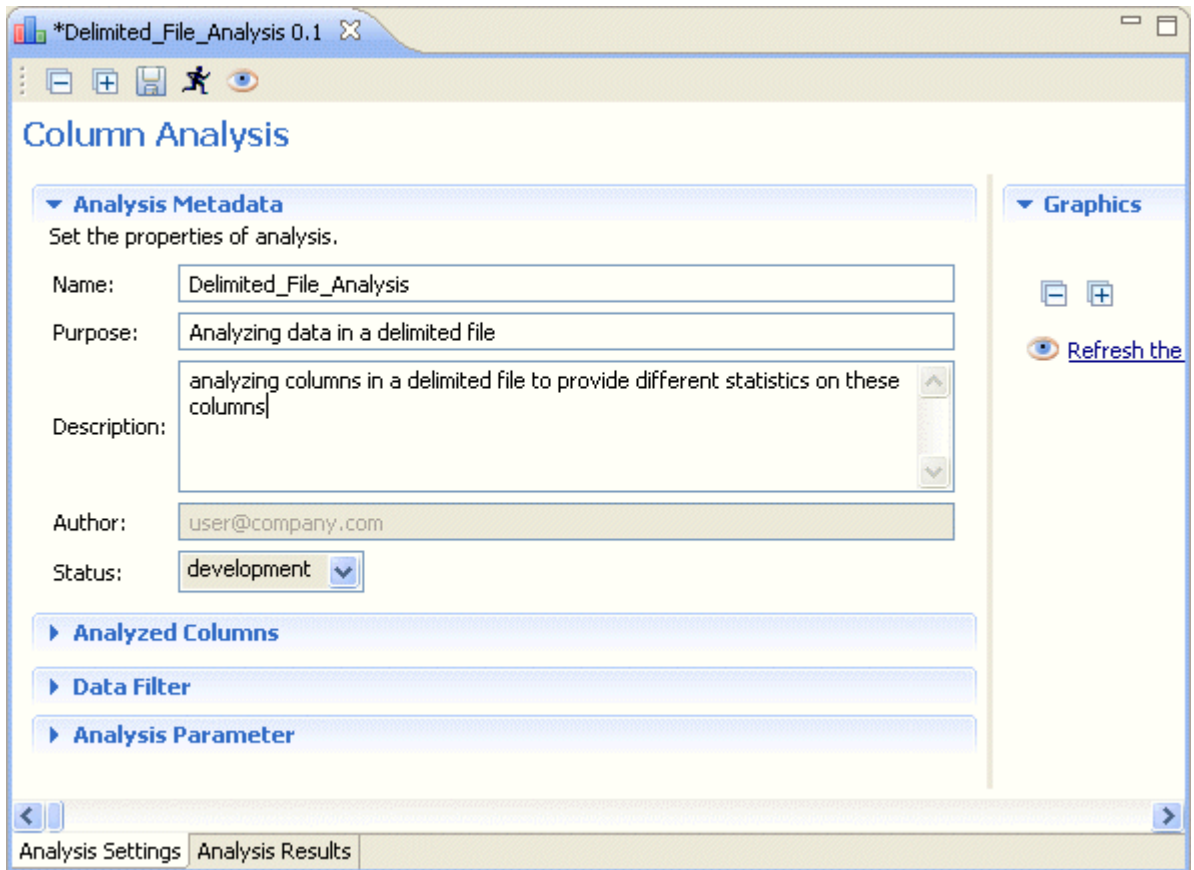 *Delimited_File_Analysis 0.1
Column Analysis
Analysis Metadata
Set the properties of analysis.
Name: Delimited_File_Analysis
Purpose: Analyzing data in a delimited file
Description: analyzing columns in a delimited file to provide different statistics on these
columns
Author: user@company.com
Status: development
Analyzed Columns
Data Filter
Analysis Parameter
Graphics
Refresh the
Analysis Settings
Analysis Results